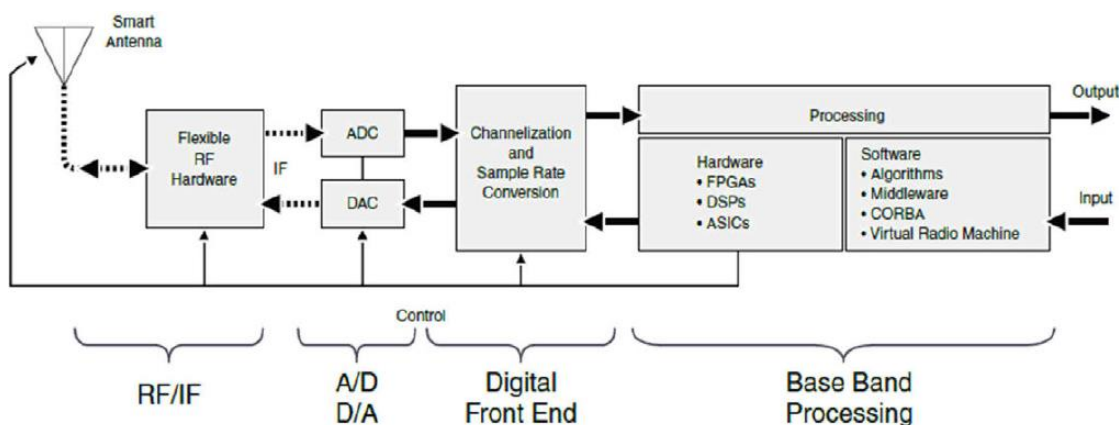 Smart
Antenna
Flexible
RF
Hardware
IF
ADC
DAC
Channelization
and
Sample Rate
Conversion
Processing
Hardware
• FPGAs
• DSPs
• ASICs
Software
• Algorithms
• Middleware
• CORBA
• Virtual Radio Machine
Output
Input
Control
RF/IF
A/D
D/A
Digital
Front End
Base Band
Processing